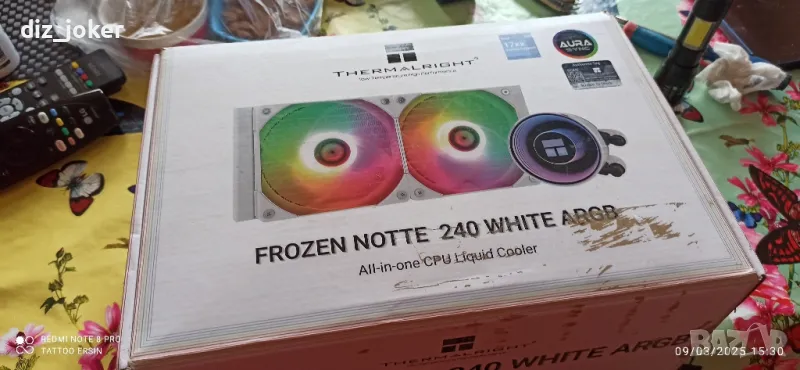 diz_joker
THERMALRIGHT
AURA
SYNC
FROZEN NOTTE 240 WHITE ARGB
All-in-one CPU Liquid Cooler
THERMALRIGHT
240 WHITE ARGB
REDMI NOTE 8 PRO
TATTOO ERSIN
BAZAR
09/03/2025 15:30